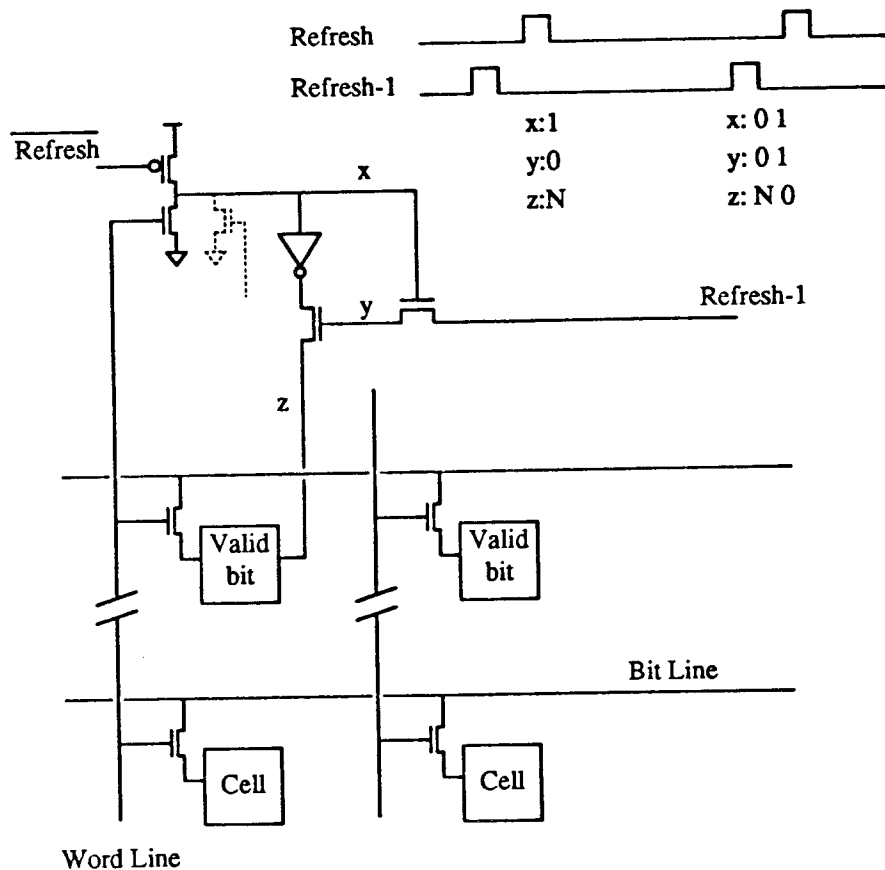 Refresh
Refresh-1
x:1 x: 0 1
y:0 y: 0 1
z:N z: N 0
Refresh
x
Refresh-1
y
z
Valid bit
Valid bit
Bit Line
Cell
Cell
Word Line